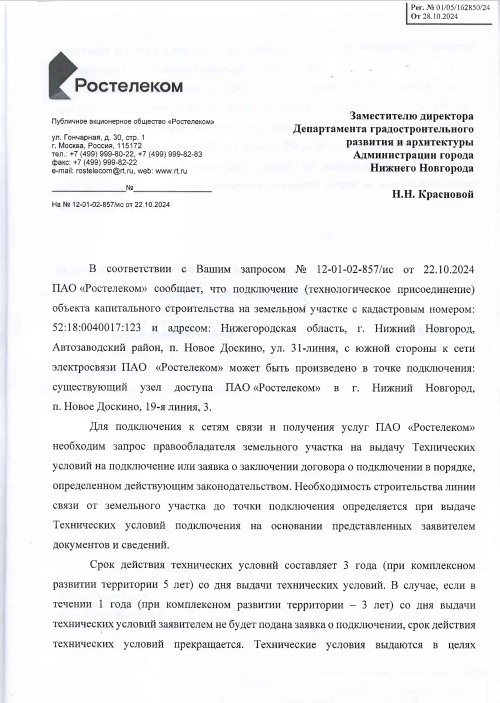 Рег. № 01/05/162850/24
От 28.10.2024
Ростелеком
Публичное акционерное общество «Ростелеком»
ул. Гончарная, д. 30, стр. 1
г. Москва, Россия, 115172
тел.: +7 (499) 999-80-22, +7 (499) 999-82-83
факс: +7 (499) 999-82-22
e-mail: rostelecom@rt.ru, web: www.rt.ru
№
На № 12-01-02-857/ис от 22.10.2024
Заместителю директора
Департамента градостроительного
развития и архитектуры
Администрации города
Нижнего Новгорода
Н.Н. Красновой
В соответствии с Вашим запросом № 12-01-02-857/ис от 22.10.2024
ПАО «Ростелеком» сообщает, что подключение (технологическое присоединение)
объекта капитального строительства на земельном участке с кадастровым номером:
52:18:0040017:123 и адресом: Нижегородская область, г. Нижний Новгород,
Автозаводский район, п. Новое Доскино, ул. 31-линия, с южной стороны к сети
электросвязи ПАО «Ростелеком» может быть произведено в точке подключения:
существующий узел доступа ПАО «Ростелеком» в г. Нижний Новгород,
п. Новое Доскино, 19-я линия, 3.
Для подключения к сетям связи и получения услуг ПАО «Ростелеком»
необходим запрос правообладателя земельного участка на выдачу Технических
условий на подключение или заявка о заключении договора о подключении в порядке,
определенном действующим законодательством. Необходимость строительства линии
связи от земельного участка до точки подключения определяется при выдаче
Технических условий подключения на основании представленных заявителем
документов и сведений.
Срок действия технических условий составляет 3 года (при комплексном
развитии территории 5 лет) со дня выдачи технических условий. В случае, если в
течении 1 года (при комплексном развитии территории – 3 лет) со дня выдачи
технических условий заявителем не будет подана заявка о подключении, срок действия
технических условий прекращается. Технические условия выдаются в целях